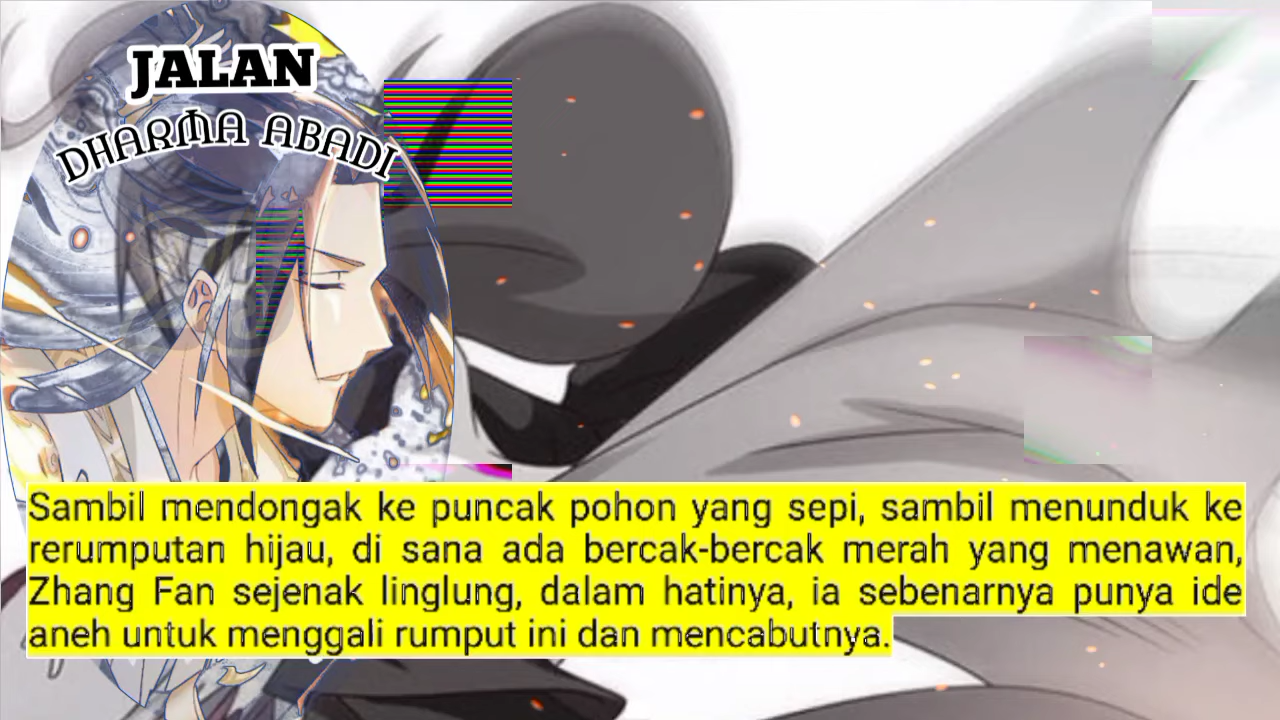 JALAN
DHARMA ABADI
Sambil mendongak ke puncak pohon yang sepi, sambil menunduk ke
rerumputan hijau, di sana ada bercak-bercak merah yang menawan,
Zhang Fan sejenak linglung, dalam hatinya, ia sebenarnya punya ide
aneh untuk menggali rumput ini dan mencabutnya.